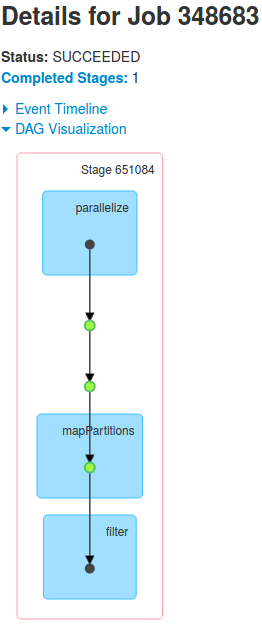 Details for Job 348683
Status: SUCCEEDED
Completed Stages: 1
Event Timeline
DAG Visualization
Stage 651084
parallelize
mapPartitions
filter